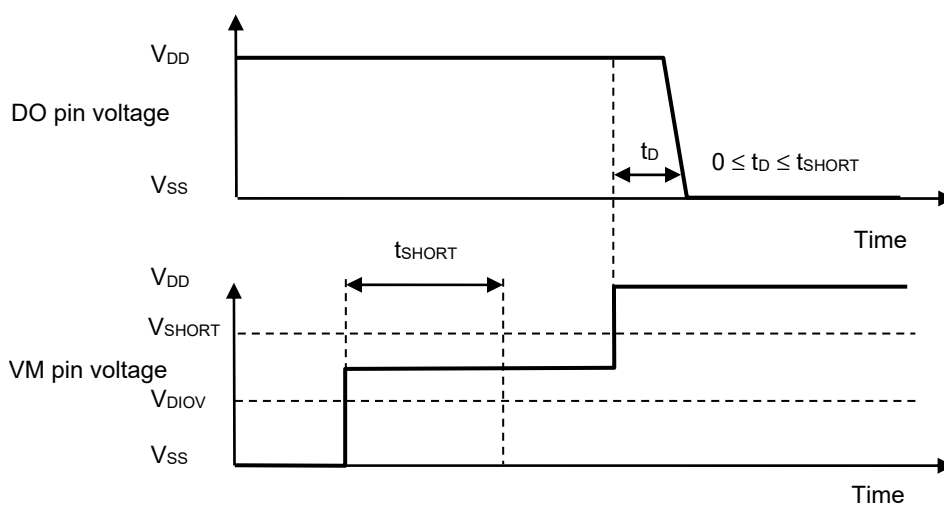 VDD
DO pin voltage
tD
0 ≤ tD ≤ tSHORT
VSS
Time
tSHORT
VDD
VSHORT
VM pin voltage
VDIOV
VSS
Time